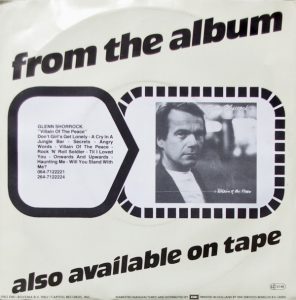 from the album
GLENN SHORROCK
"Villain Of The Peace"
Don't Girl's Get Lonely - A Cry In A
Jungle Bar - Secrets - Angry
Words - Villain Of The Peace -
Rock 'N' Roll Soldier - Til I Loved
You - Onwards And Upwards -
Haunting Me - Will You Stand With
Me?
064-7122221
264-7122224
Villain of the Peace
also available on tape